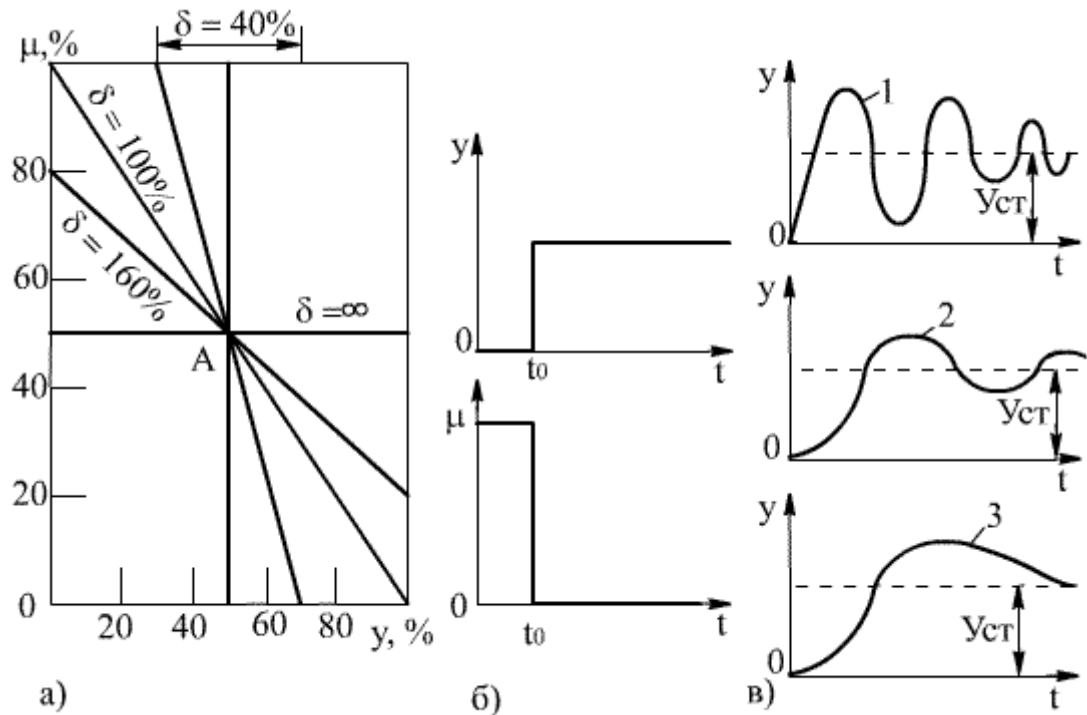 δ = 40%
μ,%
δ = 100%
80
δ = 160%
60
δ = ∞
A
40
20
0
20
40
60
80
y, %
а)
y
0
t₀
t
μ
0
t₀
t
б)
y
1
Уст
0
t
y
2
Уст
0
t
y
3
Уст
0
t
в)